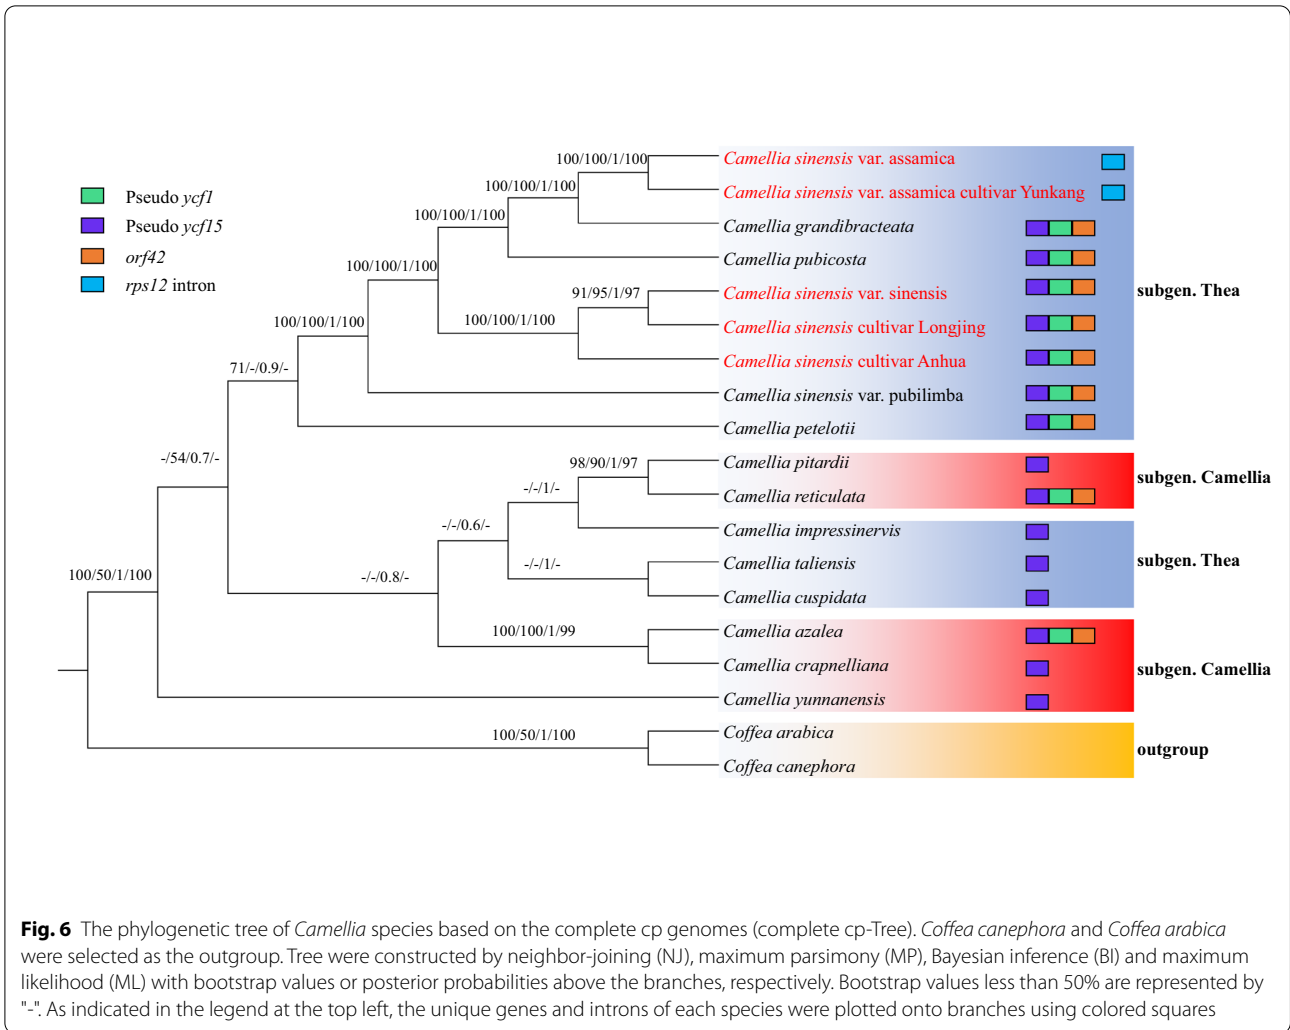 Pseudo ycf1
Pseudo ycf15
orf42
rps12 intron
100/100/1/100
100/100/1/100
100/100/1/100
100/100/1/100
91/95/1/97
100/100/1/100
100/100/1/100
71/-/0.9/-
-/54/0.7/-
98/90/1/97
-/-/1/-
-/-/0.6/-
-/-/1/-
-/-/0.8/-
100/50/1/100
100/100/1/99
100/50/1/100
Camellia sinensis var. assamica
Camellia sinensis var. assamica cultivar Yunkang
Camellia grandibracteata
Camellia pubicosta
Camellia sinensis var. sinensis
Camellia sinensis cultivar Longjing
Camellia sinensis cultivar Anhua
Camellia sinensis var. pubilimba
Camellia petelotii
Camellia pitardii
Camellia reticulata
Camellia impressinervis
Camellia taliensis
Camellia cuspidata
Camellia azalea
Camellia crapnelliana
Camellia yunnanensis
Coffea arabica
Coffea canephora
subgen. Thea
subgen. Camellia
subgen. Thea
subgen. Camellia
outgroup
Fig. 6 The phylogenetic tree of Camellia species based on the complete cp genomes (complete cp-Tree). Coffea canephora and Coffea arabica
were selected as the outgroup. Tree were constructed by neighbor-joining (NJ), maximum parsimony (MP), Bayesian inference (BI) and maximum
likelihood (ML) with bootstrap values or posterior probabilities above the branches, respectively. Bootstrap values less than 50% are represented by
"-". As indicated in the legend at the top left, the unique genes and introns of each species were plotted onto branches using colored squares